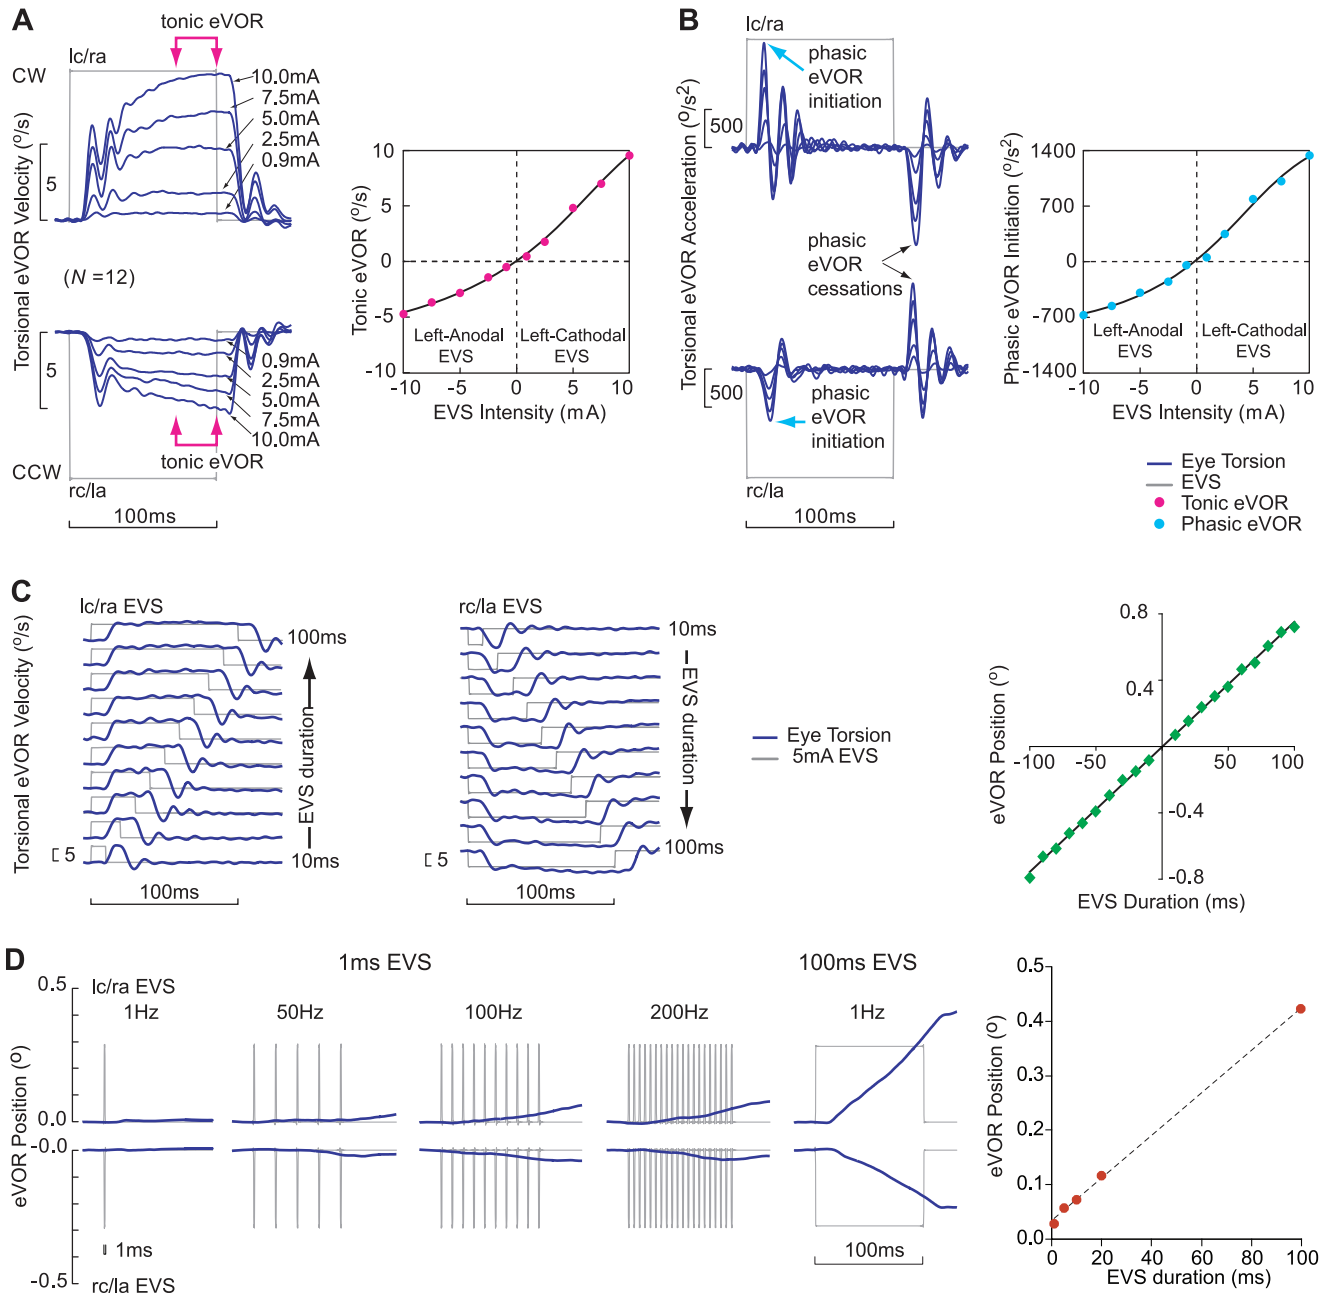 A
tonic eVOR
lc/ra
CW
10.0mA
7.5mA
5.0mA
2.5mA
0.9mA
5
Torsional eVOR Velocity (°/s)
(N =12)
5
0.9mA
2.5mA
5.0mA
7.5mA
10.0mA
tonic eVOR
CCW
rc/la
100ms
10
5
0
-5
-10
Tonic eVOR (°/s)
Left-Anodal
EVS
Left-Cathodal
EVS
-10
-5
0
5
10
EVS Intensity (mA)
B
lc/ra
phasic
eVOR
initiation
500
Torsional eVOR Acceleration (°/s²)
phasic
eVOR
cessations
500
phasic
eVOR
initiation
rc/la
100ms
1400
700
0
-700
-1400
Phasic eVOR Initiation (°/s²)
Left-Anodal
EVS
Left-Cathodal
EVS
-10
-5
0
5
10
EVS Intensity (mA)
Eye Torsion
EVS
Tonic eVOR
Phasic eVOR
C
lc/ra EVS
Torsional eVOR Velocity (°/s)
100ms
EVS duration
10ms
5
100ms
rc/la EVS
10ms
EVS duration
100ms
5
100ms
Eye Torsion
5mA EVS
0.8
0.4
-0.4
-0.8
-100
-50
50
100
eVOR Position (°)
EVS Duration (ms)
D
1ms EVS
100ms EVS
0.5
lc/ra EVS
1Hz
50Hz
100Hz
200Hz
1Hz
0.0
-0.0
eVOR Position (°)
1ms
-0.5
rc/la EVS
100ms
0.5
0.4
0.3
0.2
0.1
0.0
eVOR Position (°)
0
20
40
60
80
100
EVS duration (ms)